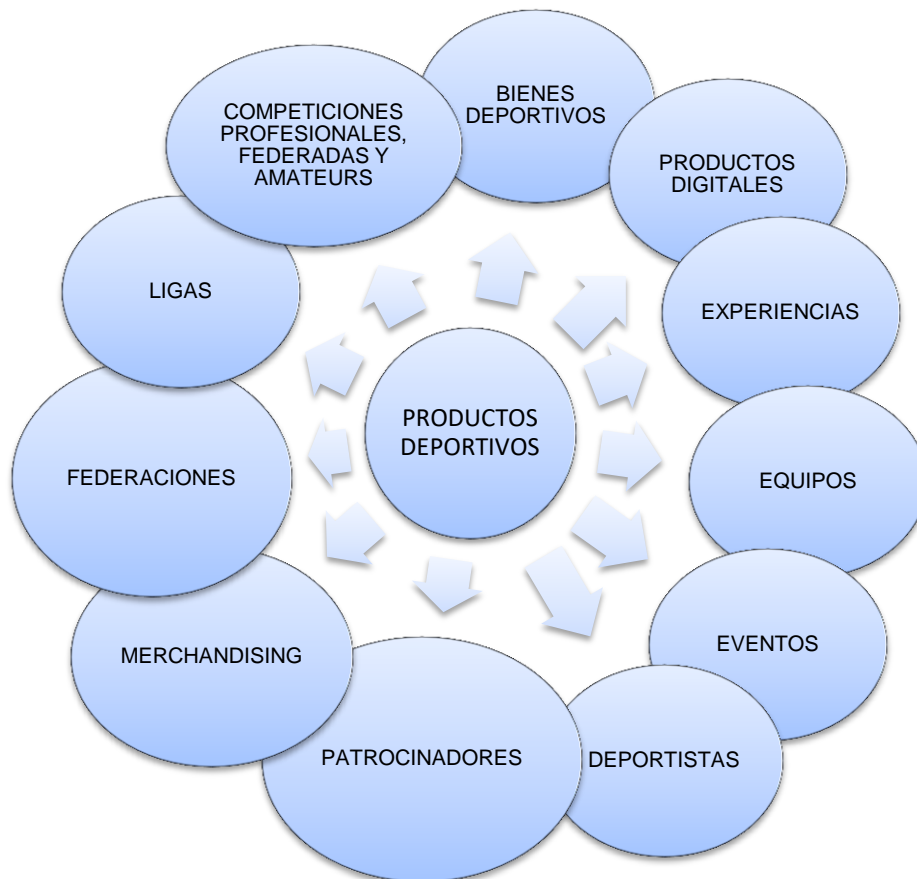 COMPETICIONES
PROFESIONALES,
FEDERADAS Y
AMATEURS
BIENES
DEPORTIVOS
PRODUCTOS
DIGITALES
EXPERIENCIAS
EQUIPOS
EVENTOS
DEPORTISTAS
PATROCINADORES
MERCHANDISING
FEDERACIONES
LIGAS
PRODUCTOS
DEPORTIVOS